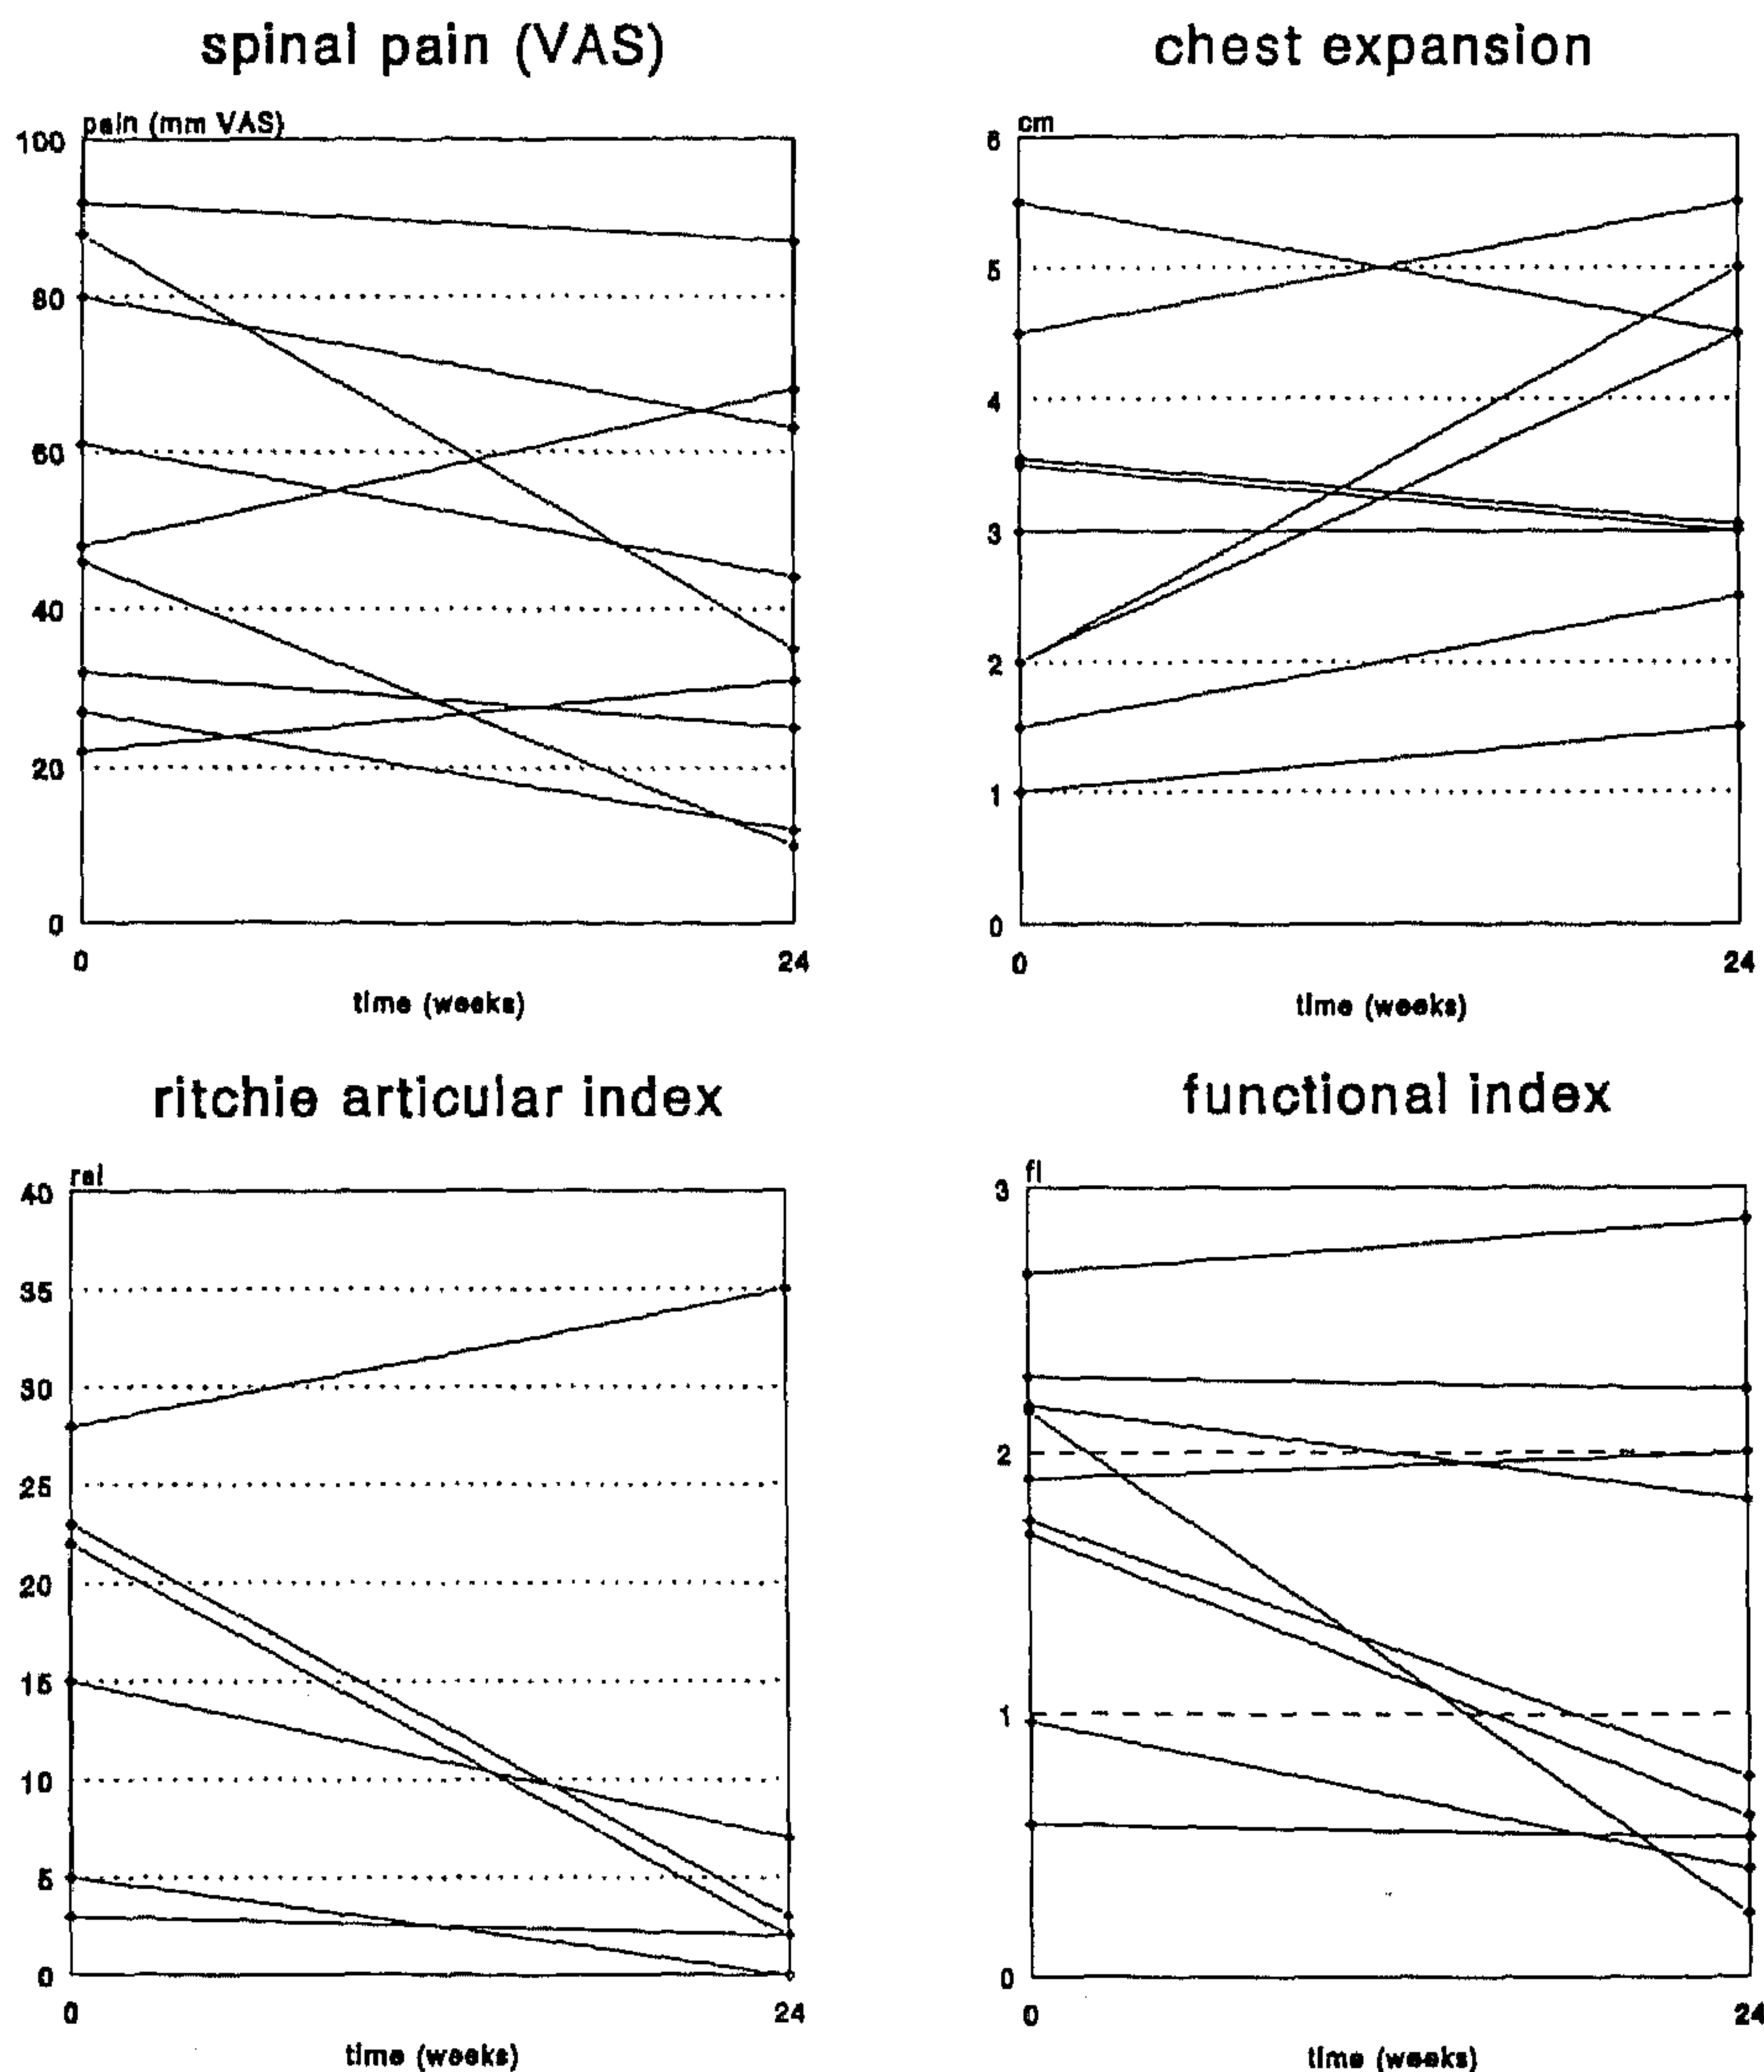 spinal pain (VAS)
pain (mm VAS)
100
80
60
40
20
0
0
24
time (weeks)
chest expansion
cm
6
5
4
3
2
1
0
0
24
time (weeks)
ritchie articular index
rai
40
35
30
25
20
15
10
5
0
0
24
time (weeks)
functional index
fi
3
2
1
0
0
24
time (weeks)